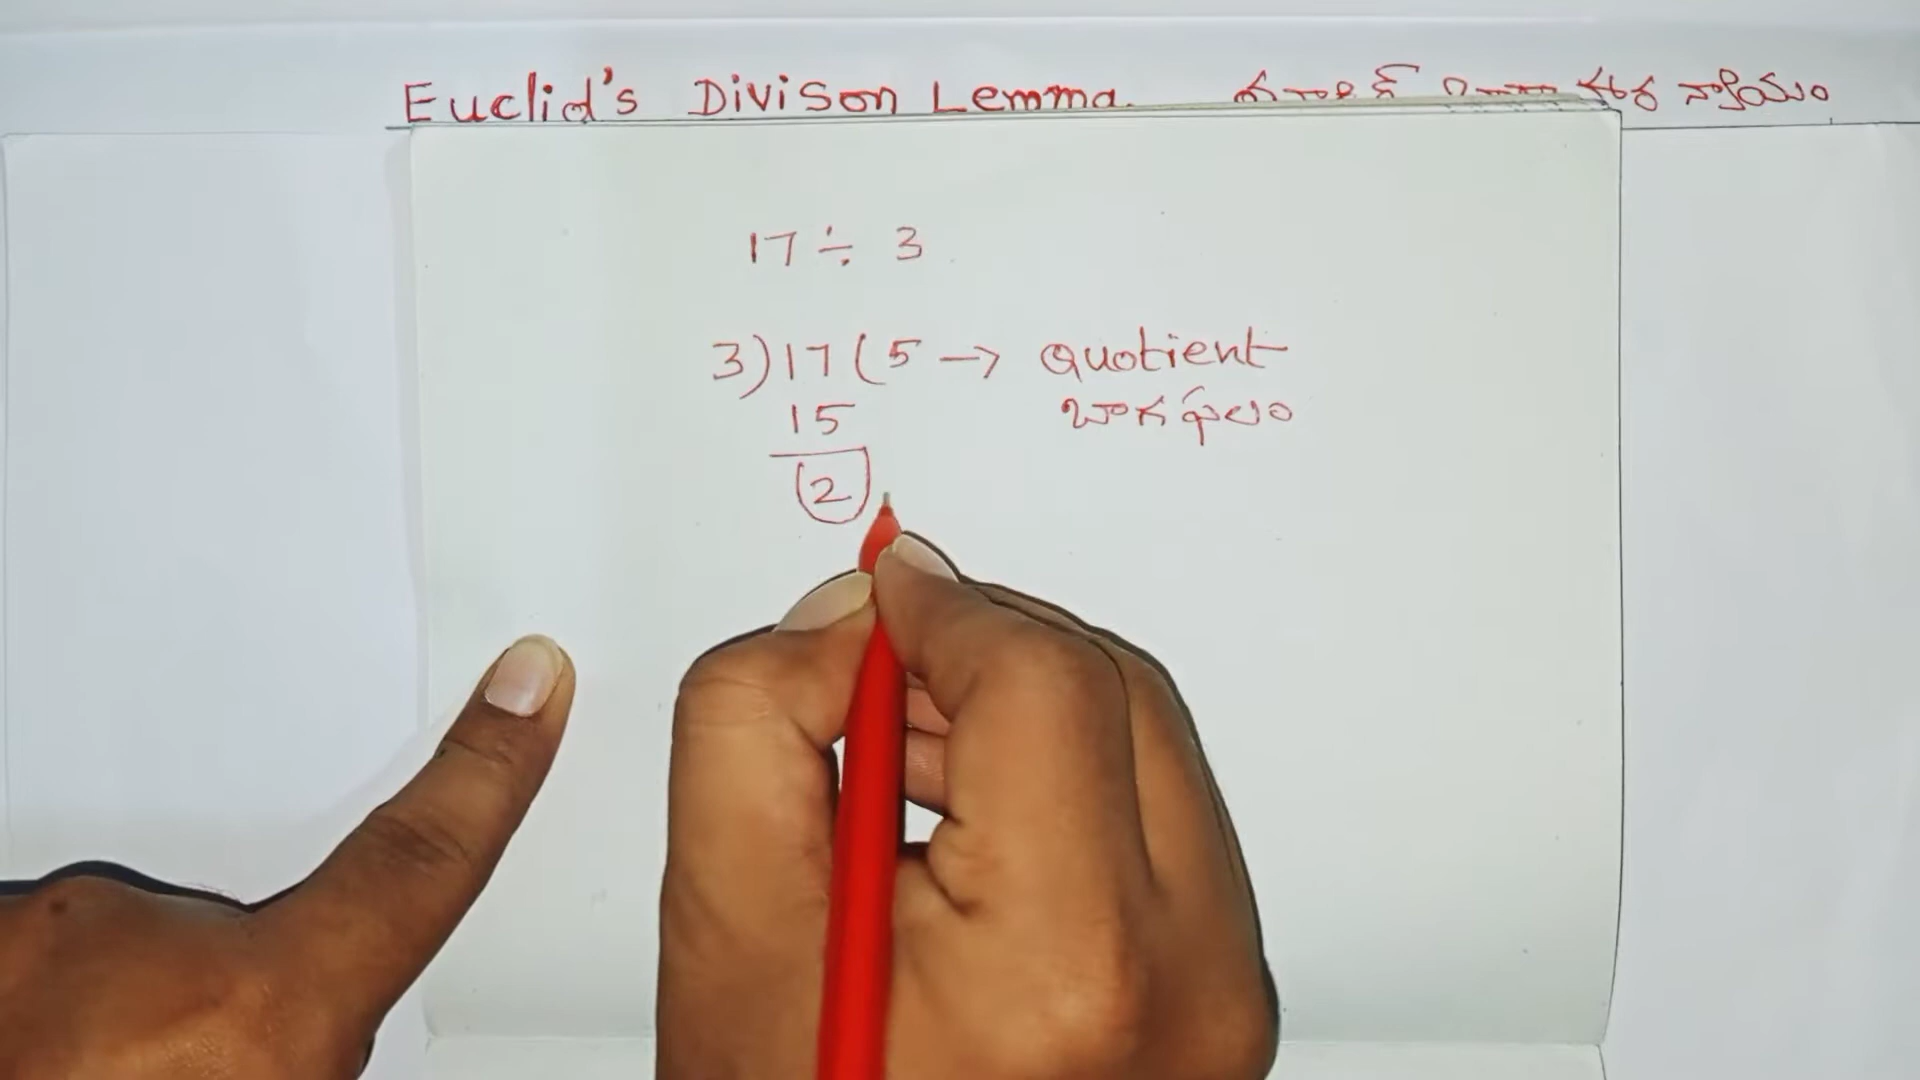 Euclid's Divison Lemma. న్యాయం
17 ÷ 3
3)17(5 → Quotient
15 బాగఫలం
2